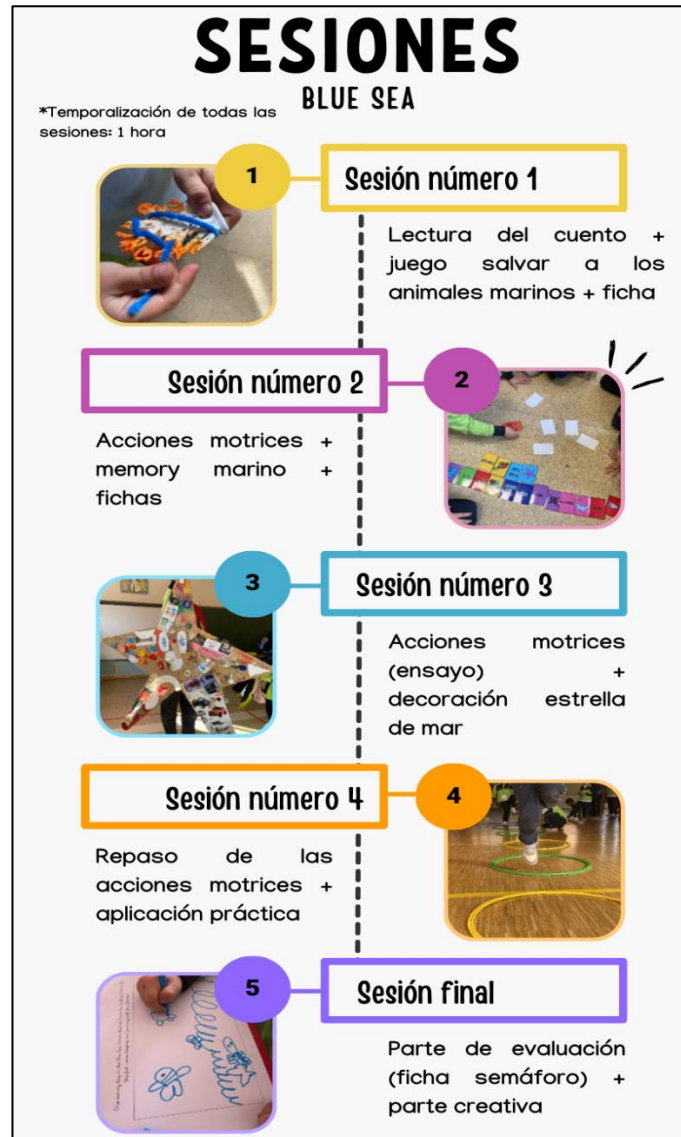 SESIONES
BLUE SEA
*Temporalización de todas las
sesiones: 1 hora
1
Sesión número 1
Lectura del cuento +
juego salvar a los
animales marinos + ficha
Sesión número 2
2
Acciones motrices +
memory marino +
fichas
3
Sesión número 3
Acciones motrices
(ensayo) +
decoración estrella
de mar
Sesión número 4
4
Repaso de las
acciones motrices +
aplicación práctica
5
Sesión final
Parte de evaluación
(ficha semáforo) +
parte creativa